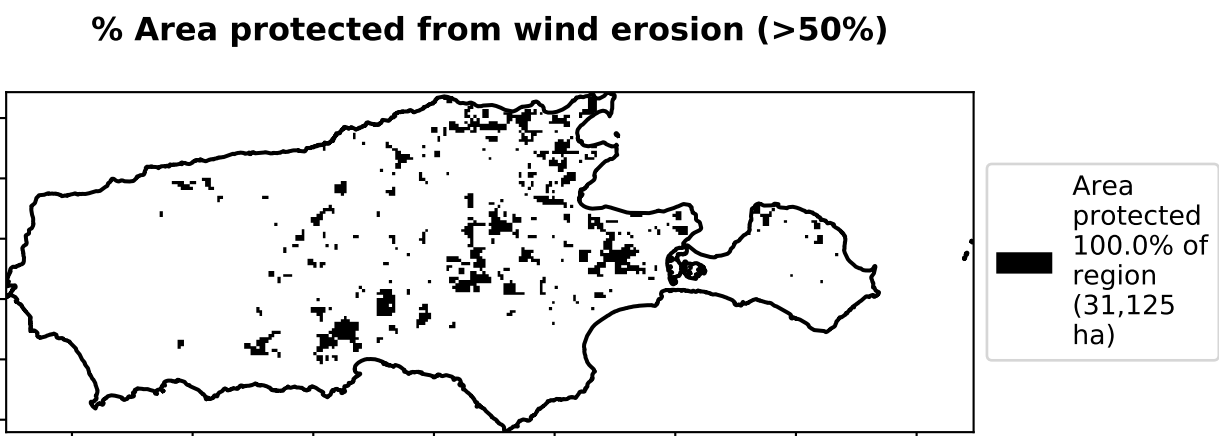 % Area protected from wind erosion (>50%)
Area
protected
100.0% of
region
(31,125
ha)